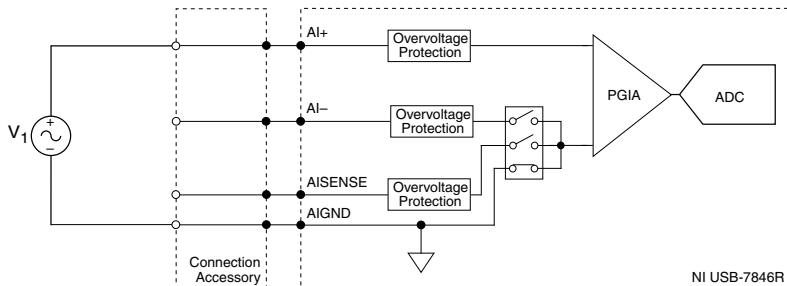 AI+
Overvoltage
Protection
PGIA
ADC
AI–
Overvoltage
Protection
V1
+
–
AISENSE
Overvoltage
Protection
AIGND
Connection
Accessory
NI USB-7846R